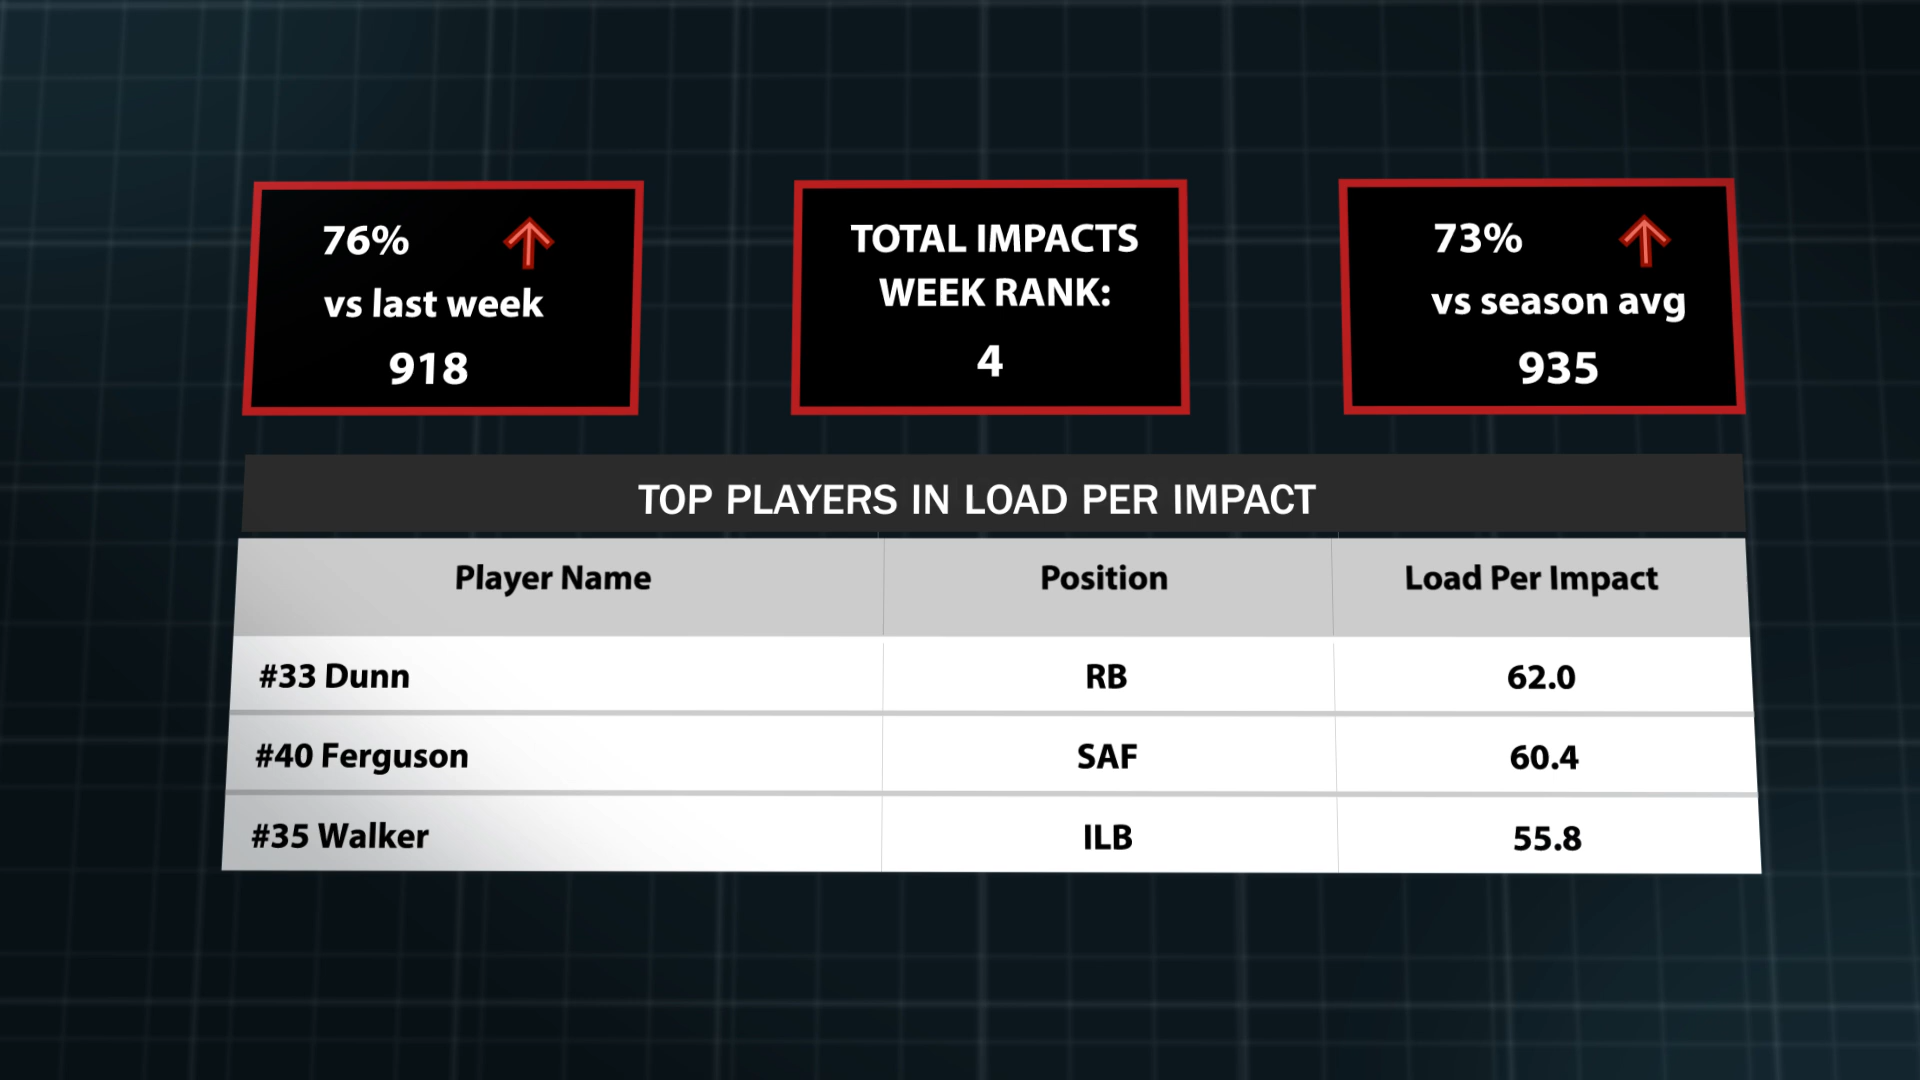 76%
vs last week
918
TOTAL IMPACTS
WEEK RANK:
4
73%
vs season avg
935
TOP PLAYERS IN LOAD PER IMPACT
Player Name Position Load Per Impact
#33 Dunn RB 62.0
#40 Ferguson SAF 60.4
#35 Walker ILB 55.8